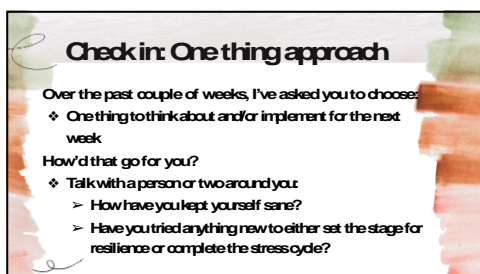 Check in: One thing approach
Over the past couple of weeks, I've asked you to choose:
❖ One thing to think about and/or implement for the next
week
How'd that go for you?
❖ Talk with a person or two around you:
➢ How have you kept yourself sane?
➢ Have you tried anything new to either set the stage for
resilience or complete the stress cycle?